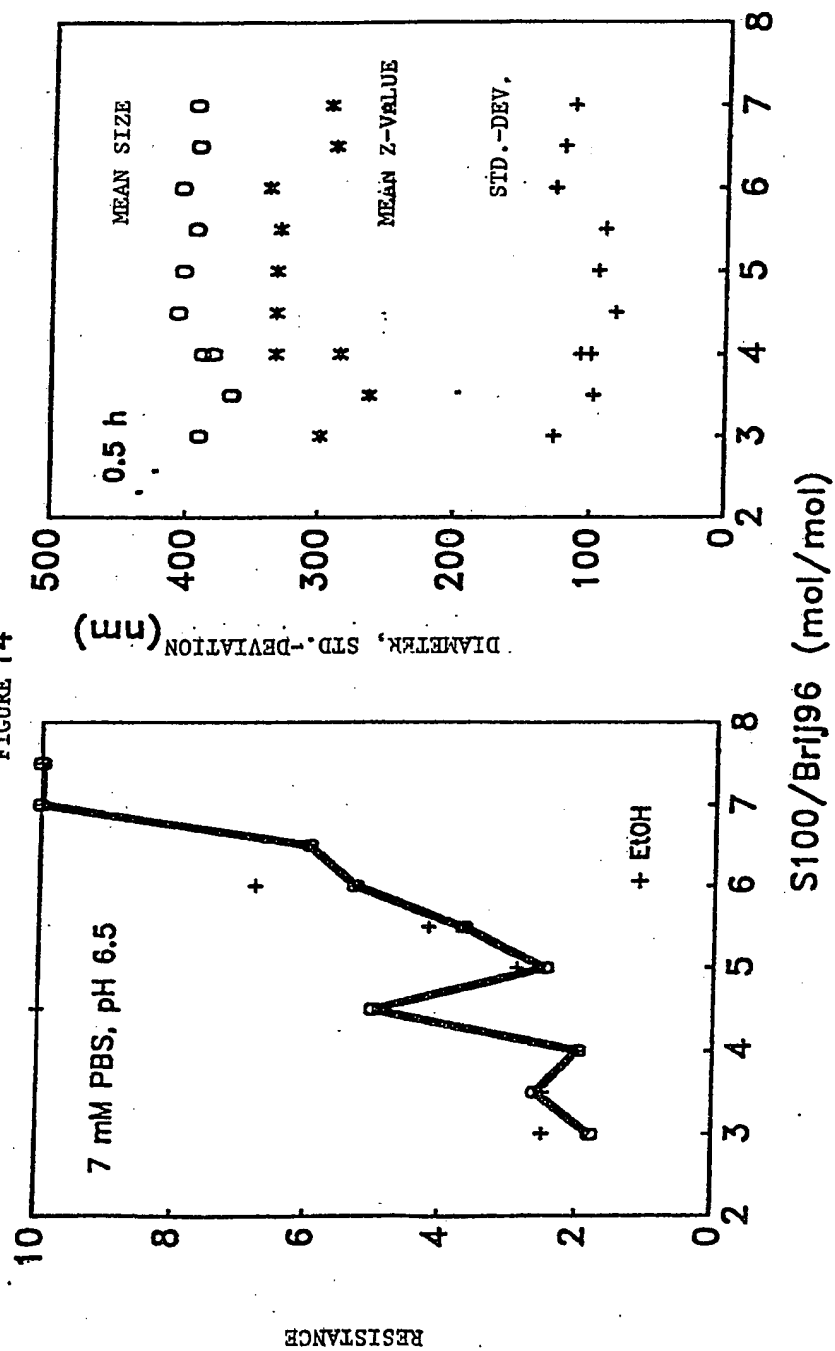 FIGURE 14
RESISTANCE
10
8
6
4
2
0
7 mM PBS, pH 6.5
+ EtOH
2 3 4 5 6 7 8
DIAMETER, STD.-DEVIATION (nm)
500
400
300
200
100
0
0.5 h
MEAN SIZE
MEAN Z-VALUE
STD.-DEV.
2 3 4 5 6 7 8
S100/Brij96 (mol/mol)